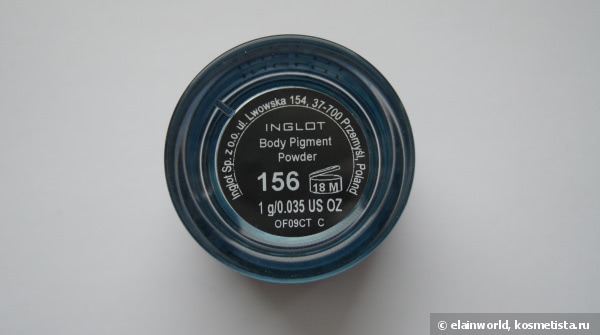 Inglot Sp. z o.o. ul. Lwowska 154, 37-700 Przemyśl, Poland
INGLOT
Body Pigment
Powder
156
18 M
1 g/0.035 US OZ
OF09CT C
© elainworld, kosmetista.ru